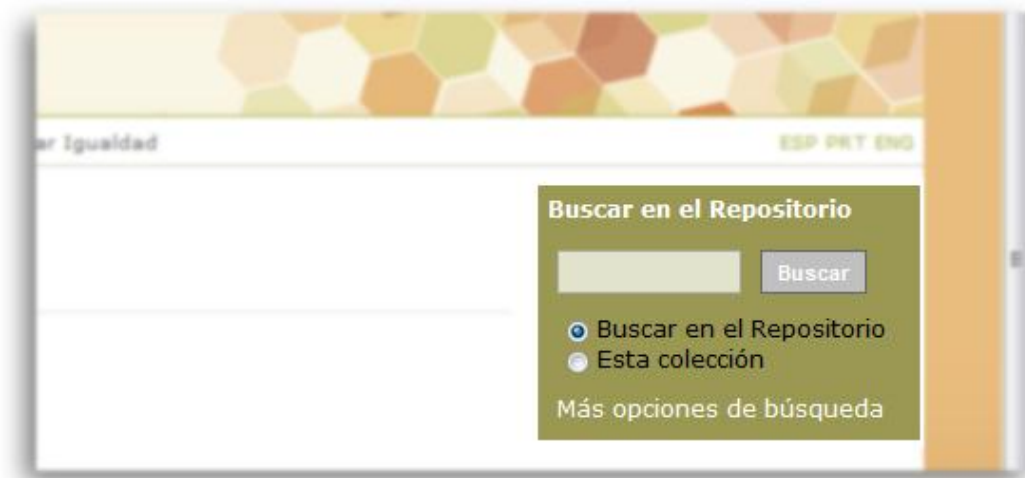 ar Igualdad
ESP PRT ENG
Buscar en el Repositorio
Buscar
Buscar en el Repositorio
Esta colección
Más opciones de búsqueda